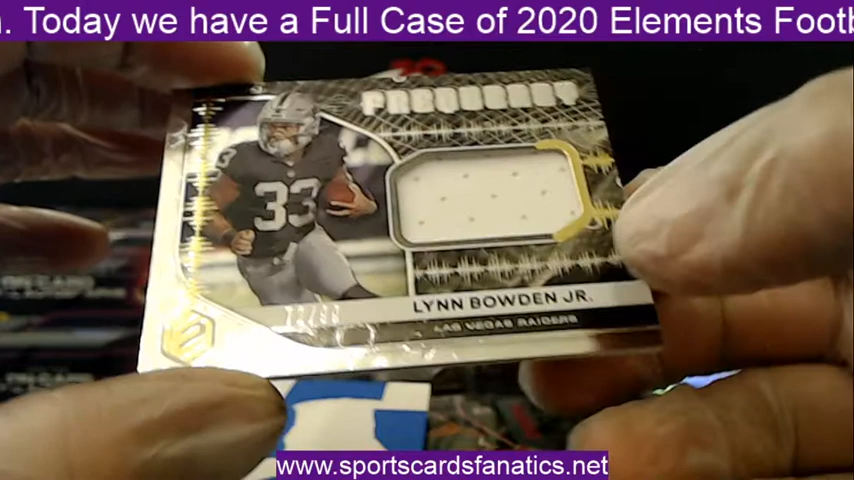 . Today we have a Full Case of 2020 Elements Footb
FREQUENCY
33
33
LYNN BOWDEN JR.
LAS VEGAS RAIDERS
www.sportscardsfanatics.net